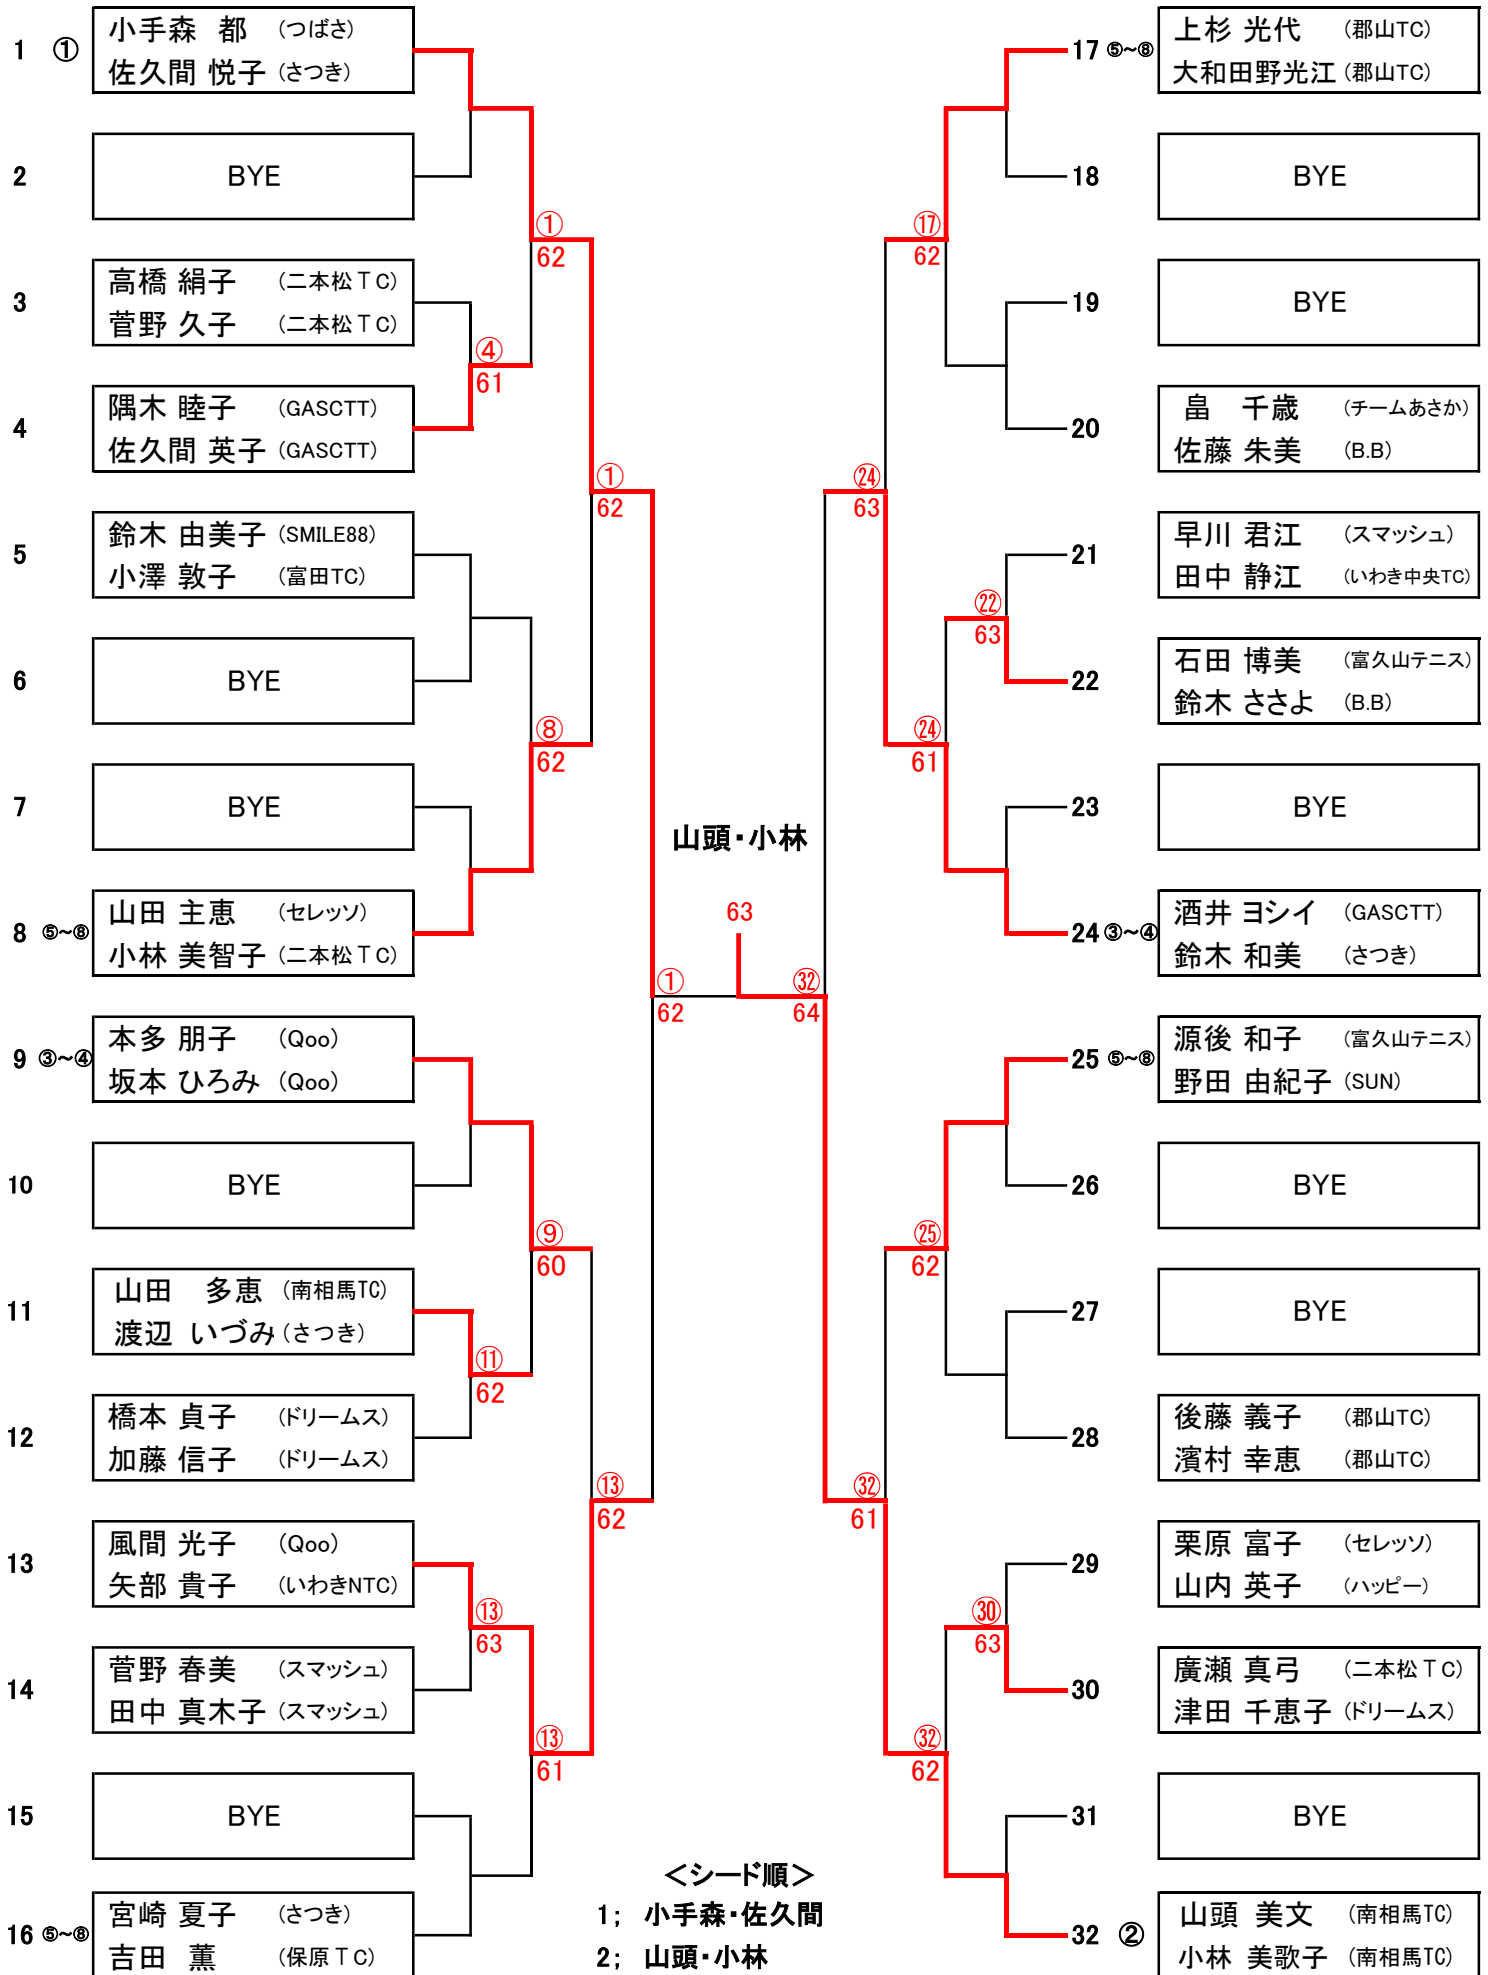 1 ① 小手森 都 (つばさ)
佐久間 悦子 (さつき)
2 BYE
① 62
3 高橋 絹子 (二本松TC)
菅野 久子 (二本松TC)
④ 61
4 隅木 睦子 (GASCTT)
佐久間 英子 (GASCTT)
① 62
5 鈴木 由美子 (SMILE88)
小澤 敦子 (富田TC)
6 BYE
⑧ 62
7 BYE
8 ⑤~⑧ 山田 主恵 (セレッソ)
小林 美智子 (二本松TC)
① 62
9 ③~④ 本多 朋子 (Qoo)
坂本 ひろみ (Qoo)
10 BYE
⑨ 60
11 山田 多恵 (南相馬TC)
渡辺 いづみ (さつき)
⑪ 62
12 橋本 貞子 (ドリームス)
加藤 信子 (ドリームス)
⑬ 62
13 風間 光子 (Qoo)
矢部 貴子 (いわきNTC)
⑬ 63
14 菅野 春美 (スマッシュ)
田中 真木子 (スマッシュ)
⑬ 61
15 BYE
16 ⑤~⑧ 宮崎 夏子 (さつき)
吉田 薫 (保原TC)
山頭・小林
63
<シード順>
1; 小手森・佐久間
2; 山頭・小林
17 ⑤~⑧ 上杉 光代 (郡山TC)
大和田野光江 (郡山TC)
18 BYE
⑰ 62
19 BYE
20 畠 千歳 (チームあさか)
佐藤 朱美 (B.B)
㉔ 63
21 早川 君江 (スマッシュ)
田中 静江 (いわき中央TC)
㉒ 63
22 石田 博美 (富久山テニス)
鈴木 ささよ (B.B)
㉔ 61
23 BYE
24 ③~④ 酒井 ヨシイ (GASCTT)
鈴木 和美 (さつき)
㉜ 64
25 ⑤~⑧ 源後 和子 (富久山テニス)
野田 由紀子 (SUN)
26 BYE
㉕ 62
27 BYE
28 後藤 義子 (郡山TC)
濱村 幸恵 (郡山TC)
㉜ 61
29 栗原 富子 (セレッソ)
山内 英子 (ハッピー)
㉚ 63
30 廣瀬 真弓 (二本松TC)
津田 千恵子 (ドリームス)
㉜ 62
31 BYE
32 ② 山頭 美文 (南相馬TC)
小林 美歌子 (南相馬TC)